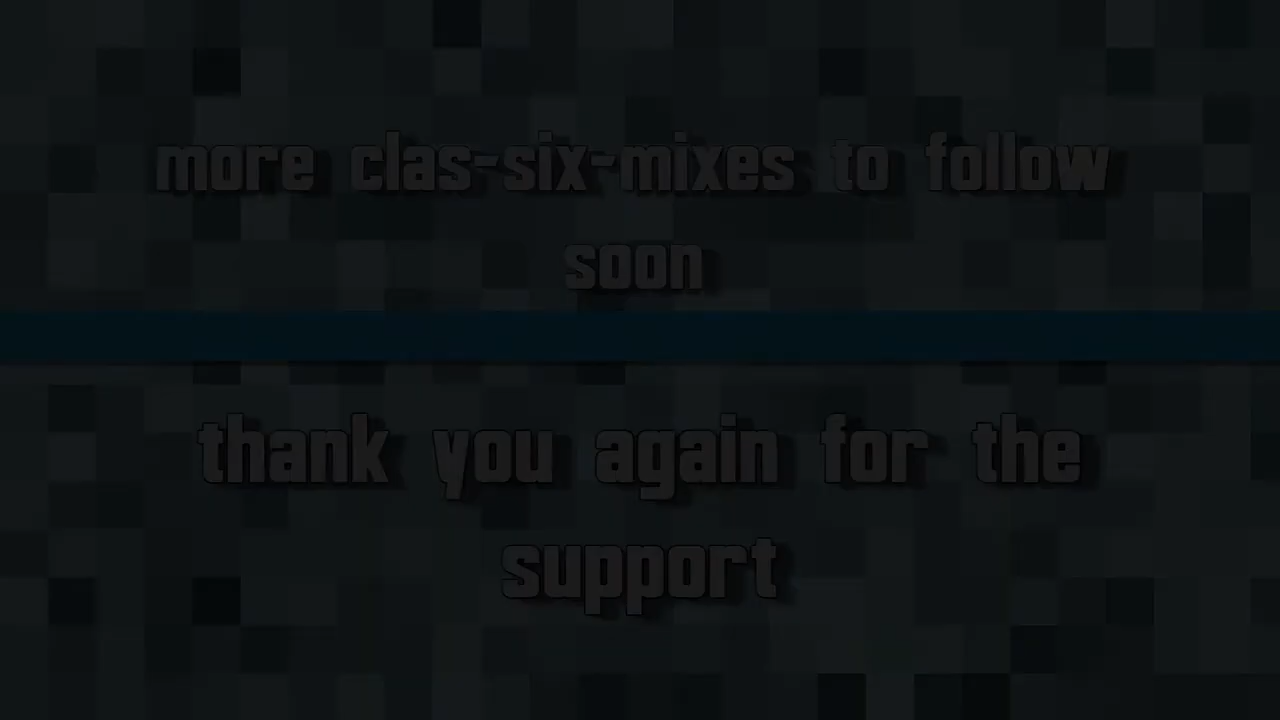 more clas-six-mixes to follow
soon
thank you again for the
support